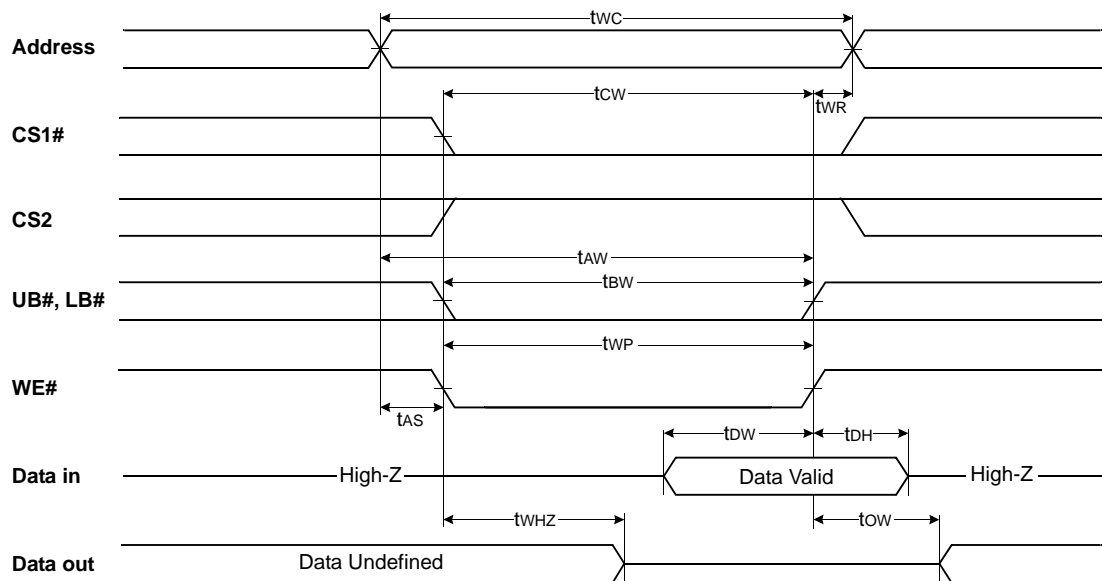 tWC
Address
tCW
tWR
CS1#
CS2
tAW
tBW
UB#, LB#
tWP
WE#
tAS
tDW
tDH
Data in
High-Z
Data Valid
High-Z
tWHZ
tOW
Data out
Data Undefined